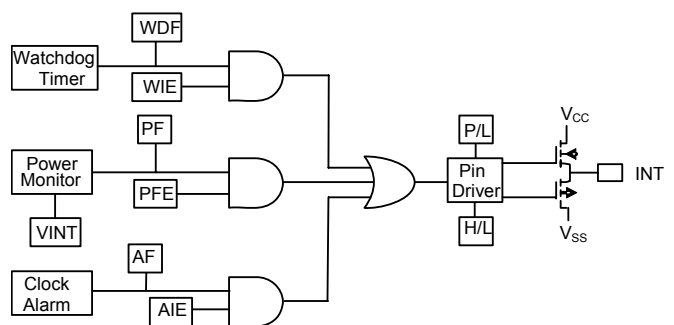 WDF
Watchdog
Timer
WIE
PF
P/L
VCC
Power
Monitor
Pin
Driver
INT
PFE
VINT
H/L
VSS
AF
Clock
Alarm
AIE